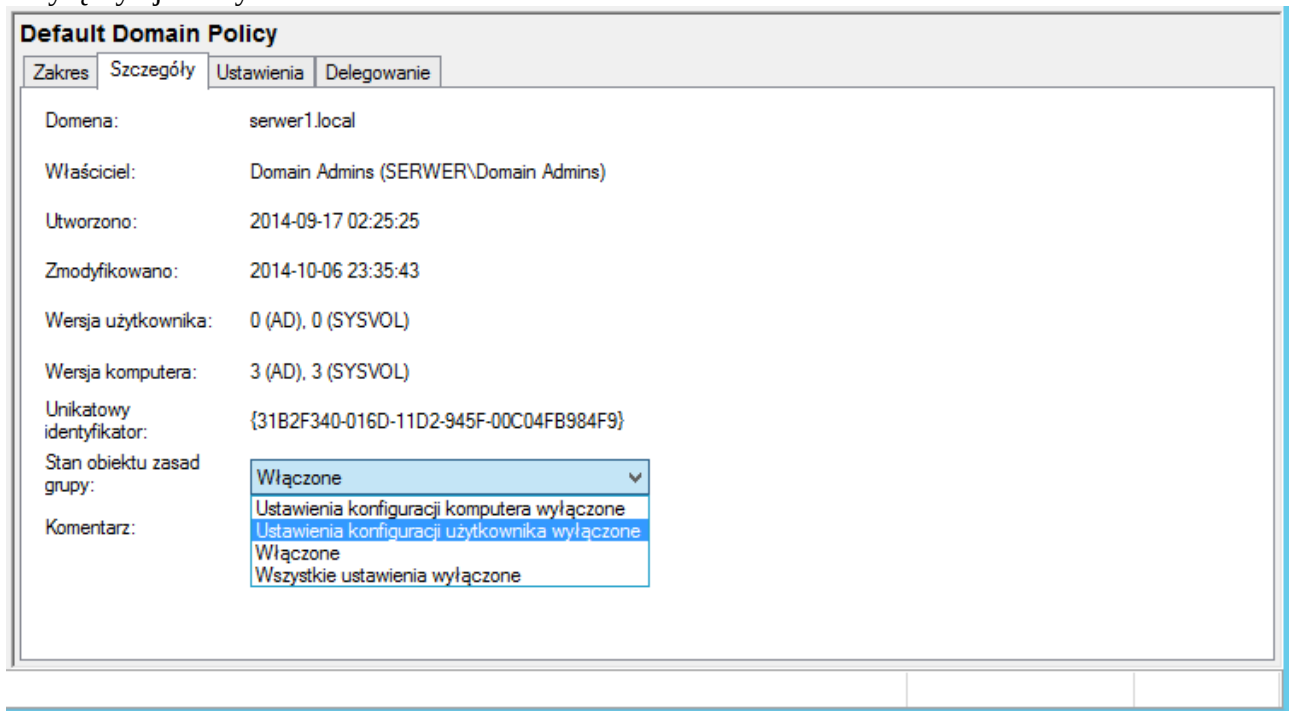 Default Domain Policy
Zakres Szczegóły Ustawienia Delegowanie
Domena: serwer1.local
Właściciel: Domain Admins (SERWER\Domain Admins)
Utworzono: 2014-09-17 02:25:25
Zmodyfikowano: 2014-10-06 23:35:43
Wersja użytkownika: 0 (AD), 0 (SYSVOL)
Wersja komputera: 3 (AD), 3 (SYSVOL)
Unikatowy
identyfikator: {31B2F340-016D-11D2-945F-00C04FB984F9}
Stan obiektu zasad
grupy: Włączone
Ustawienia konfiguracji komputera wyłączone
Komentarz: Ustawienia konfiguracji użytkownika wyłączone
Włączone
Wszystkie ustawienia wyłączone